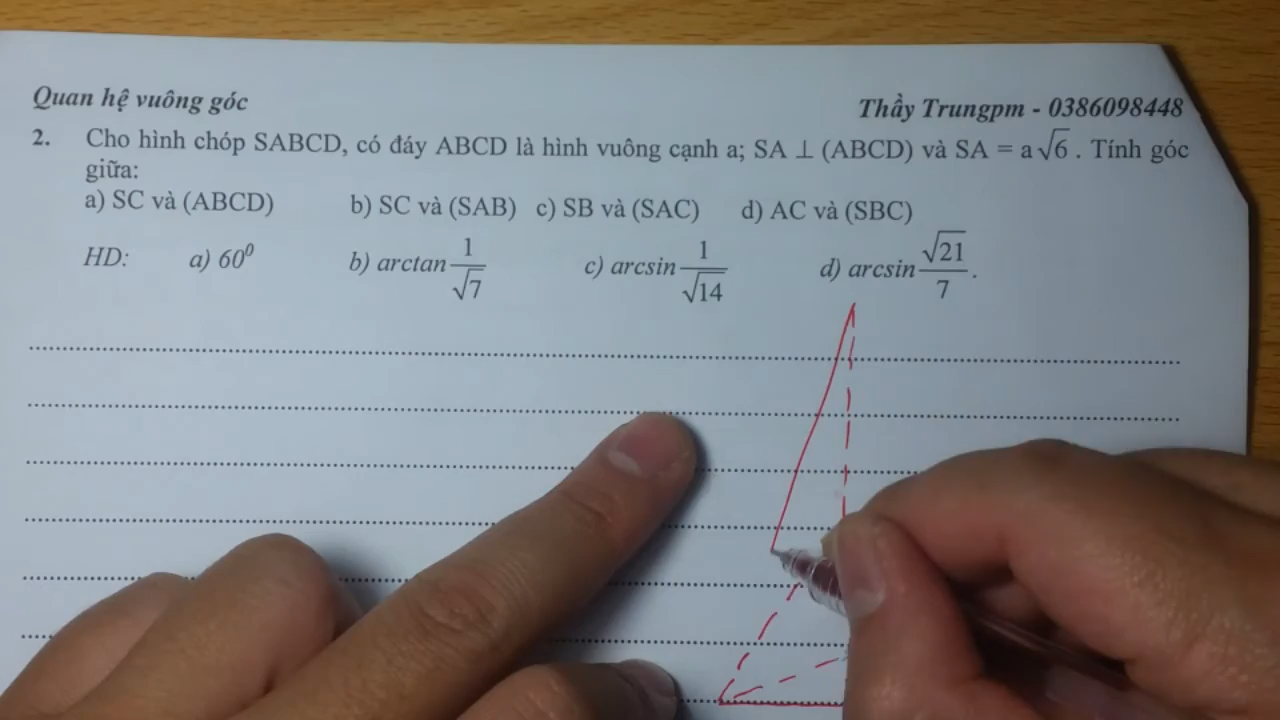 Quan hệ vuông góc Thầy Trungpm - 0386098448
2. Cho hình chóp SABCD, có đáy ABCD là hình vuông cạnh a; SA ⊥ (ABCD) và SA = a√6 . Tính góc
giữa:
a) SC và (ABCD) b) SC và (SAB) c) SB và (SAC) d) AC và (SBC)
HD: a) 60⁰ b) arctan 1/√7 c) arcsin 1/√14 d) arcsin √21/7 .